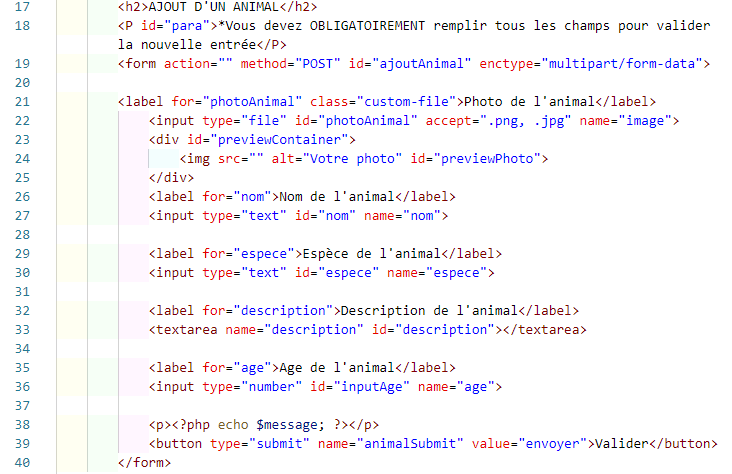 17 <h2>AJOUT D'UN ANIMAL</h2>
18 <P id="para">*Vous devez OBLIGATOIREMENT remplir tous les champs pour valider
la nouvelle entrée</P>
19 <form action="" method="POST" id="ajoutAnimal" enctype="multipart/form-data">
20
21 <label for="photoAnimal" class="custom-file">Photo de l'animal</label>
22 <input type="file" id="photoAnimal" accept=".png, .jpg" name="image">
23 <div id="previewContainer">
24 <img src="" alt="Votre photo" id="previewPhoto">
25 </div>
26 <label for="nom">Nom de l'animal</label>
27 <input type="text" id="nom" name="nom">
28
29 <label for="espece">Espèce de l'animal</label>
30 <input type="text" id="espece" name="espece">
31
32 <label for="description">Description de l'animal</label>
33 <textarea name="description" id="description"></textarea>
34
35 <label for="age">Age de l'animal</label>
36 <input type="number" id="inputAge" name="age">
37
38 <p><?php echo $message; ?></p>
39 <button type="submit" name="animalSubmit" value="envoyer">Valider</button>
40 </form>